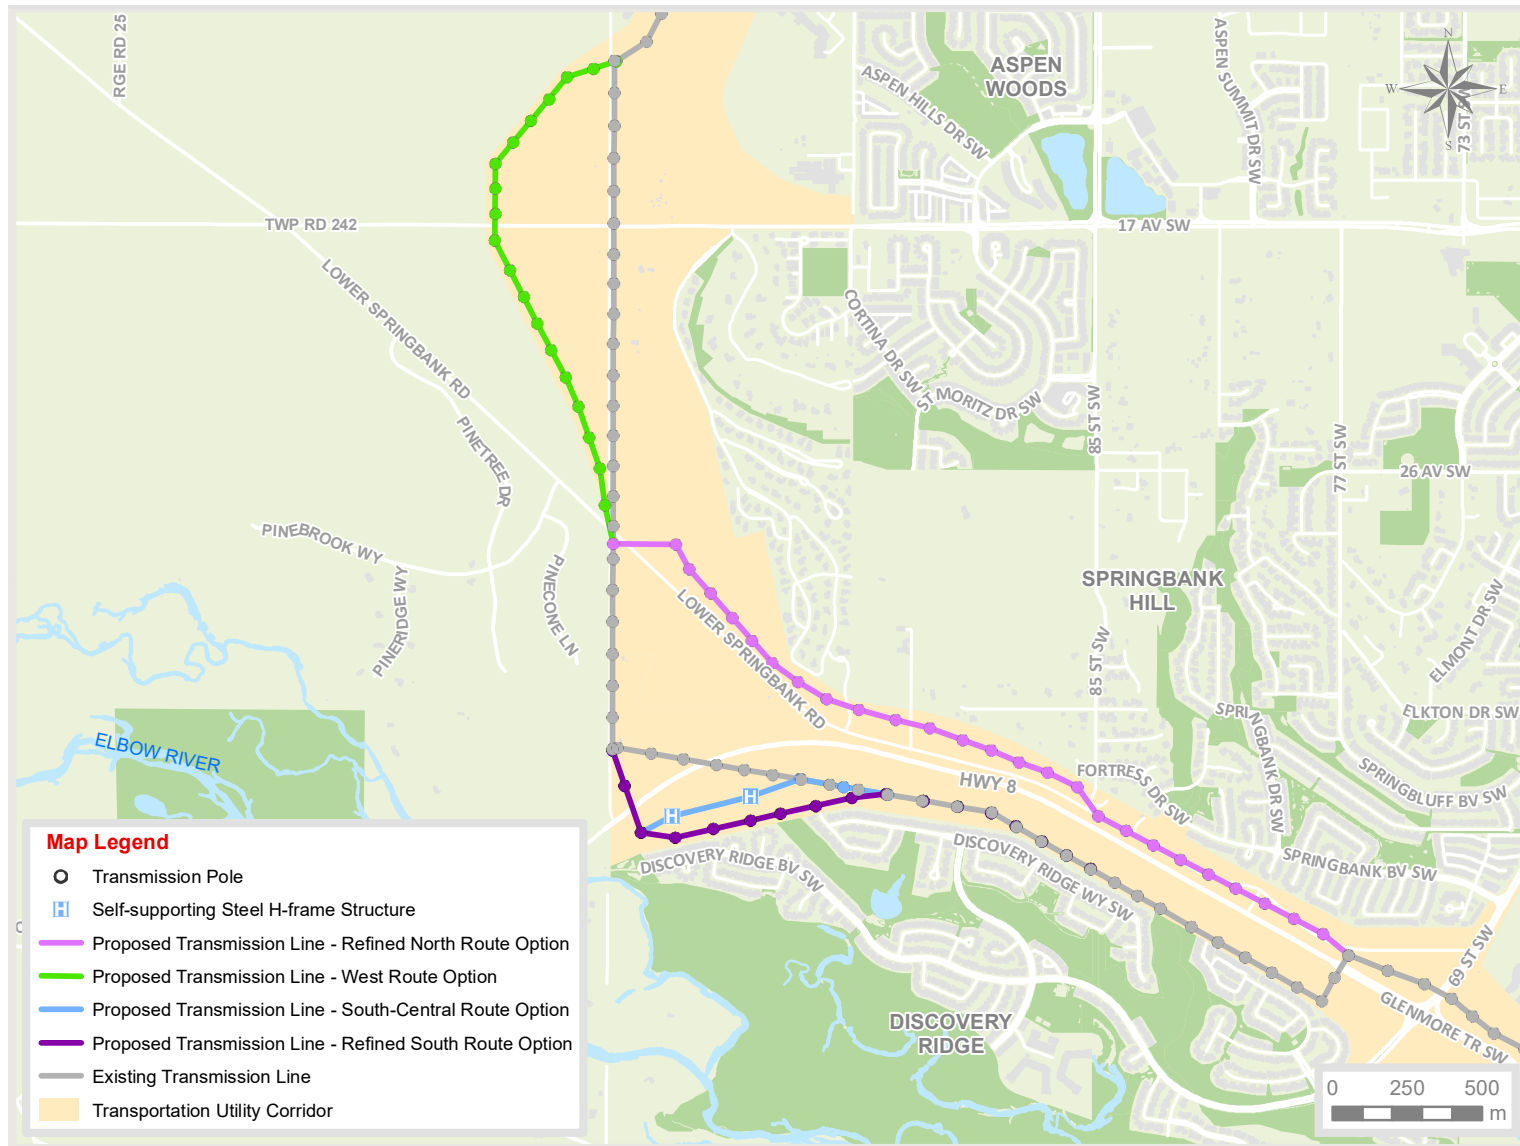 RGE RD 25
ASPEN
WOODS
ASPEN HILLS DR SW
ASPEN SUMMIT DR SW
73 ST SW
N
W
E
S
TWP RD 242
17 AV SW
LOWER SPRINGBANK RD
CORTINA DR SW
ST MORITZ DR SW
85 ST SW
77 ST SW
26 AV SW
PINETREE DR
PINEBROOK WY
PINERIDGE WY
PINECONE LN
SPRINGBANK
HILL
LOWER SPRINGBANK RD
85 ST SW
ELMONT DR SW
ELKTON DR SW
SPRINGBANK DR SW
SPRINGBLUFF BV SW
ELBOW RIVER
HWY 8
FORTRESS DR SW
SPRINGBANK BV SW
DISCOVERY RIDGE BV SW
DISCOVERY RIDGE WY SW
69 ST SW
GLENMORE TR SW
DISCOVERY
RIDGE
H
H
Map Legend
Transmission Pole
H Self-supporting Steel H-frame Structure
Proposed Transmission Line - Refined North Route Option
Proposed Transmission Line - West Route Option
Proposed Transmission Line - South-Central Route Option
Proposed Transmission Line - Refined South Route Option
Existing Transmission Line
Transportation Utility Corridor
0 250 500
m